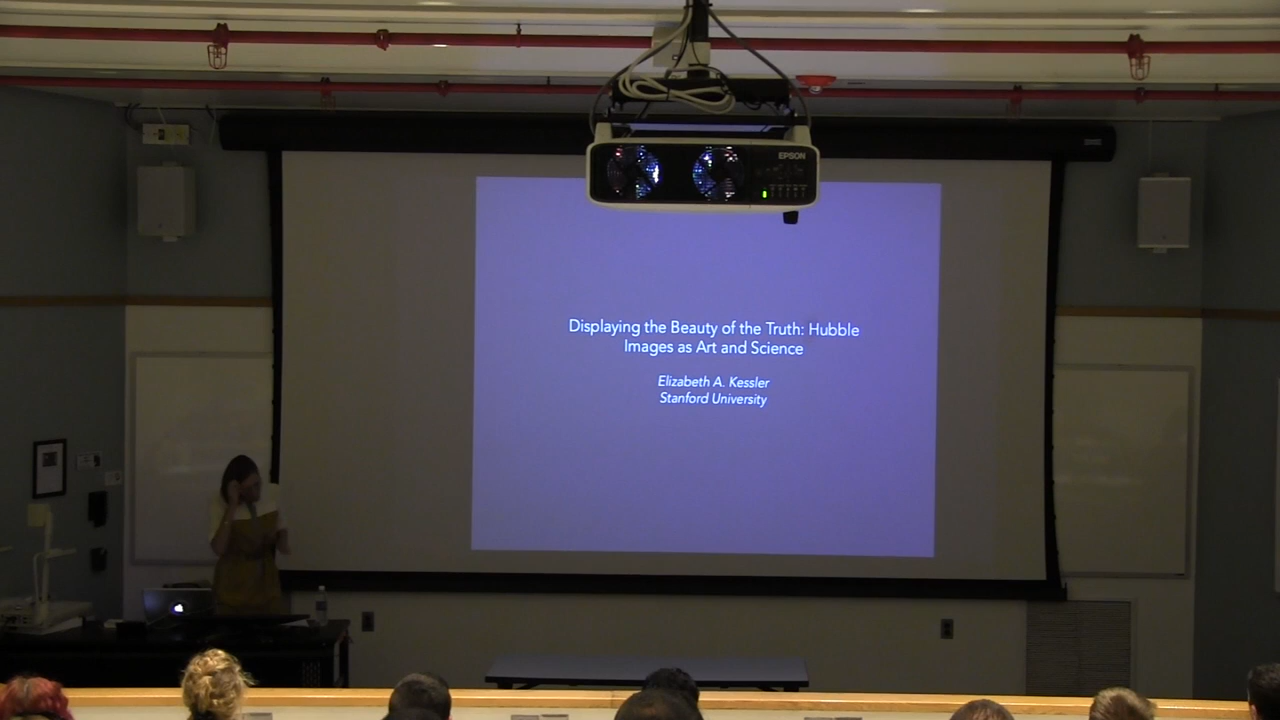 EPSON
Displaying the Beauty of the Truth: Hubble
Images as Art and Science
Elizabeth A. Kessler
Stanford University